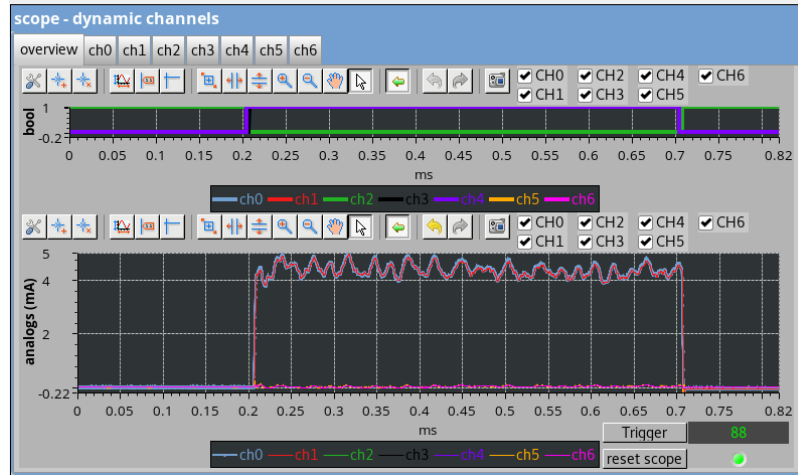 scope - dynamic channels
overview ch0 ch1 ch2 ch3 ch4 ch5 ch6
CH0 CH2 CH4 CH6
CH1 CH3 CH5
bool
1
-0.2
0 0.05 0.1 0.15 0.2 0.25 0.3 0.35 0.4 0.45 0.5 0.55 0.6 0.65 0.7 0.75 0.82
ms
ch0 ch1 ch2 ch3 ch4 ch5 ch6
CH0 CH2 CH4 CH6
CH1 CH3 CH5
analogs (mA)
5
4
2
-0.22
0 0.05 0.1 0.15 0.2 0.25 0.3 0.35 0.4 0.45 0.5 0.55 0.6 0.65 0.7 0.75 0.82
ms
Trigger 88
ch0 ch1 ch2 ch3 ch4 ch5 ch6
reset scope